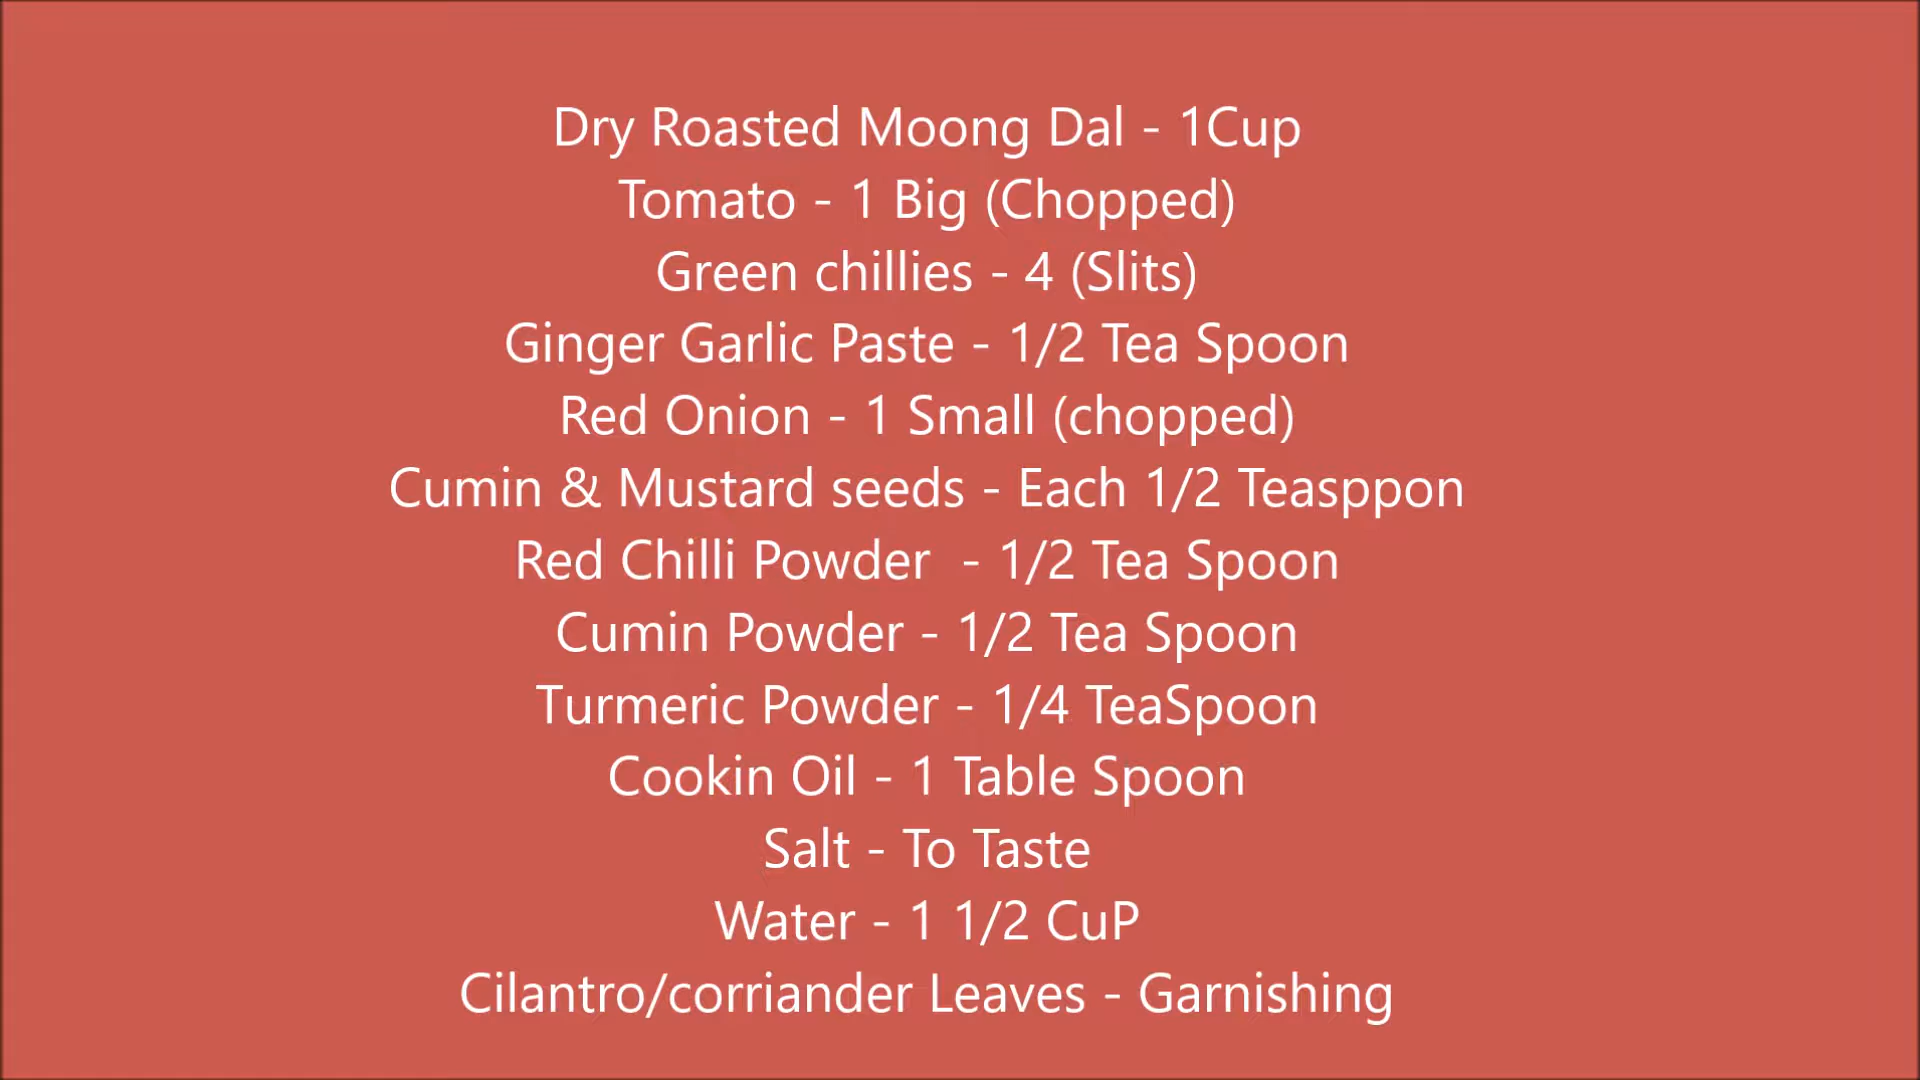 Dry Roasted Moong Dal - 1Cup
Tomato - 1 Big (Chopped)
Green chillies - 4 (Slits)
Ginger Garlic Paste - 1/2 Tea Spoon
Red Onion - 1 Small (chopped)
Cumin & Mustard seeds - Each 1/2 Teasppon
Red Chilli Powder  - 1/2 Tea Spoon
Cumin Powder - 1/2 Tea Spoon
Turmeric Powder - 1/4 TeaSpoon
Cookin Oil - 1 Table Spoon
Salt - To Taste
Water - 1 1/2 CuP
Cilantro/corriander Leaves - Garnishing